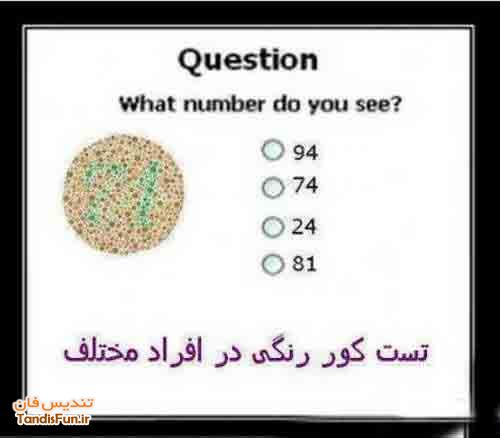 Question
What number do you see?
74
94
74
24
81
تست کور رنگی در افراد مختلف
تندیس فان
TandisFun.ir